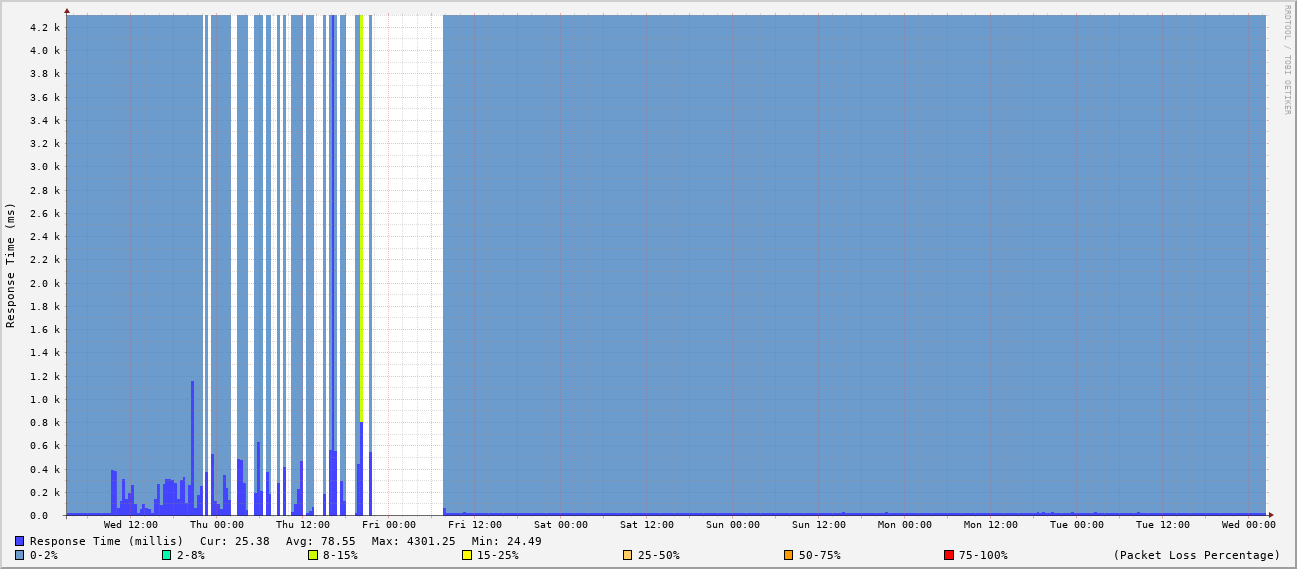 RRDTOOL / TOBI OETIKER
Response Time (ms)
4.2 k
4.0 k
3.8 k
3.6 k
3.4 k
3.2 k
3.0 k
2.8 k
2.6 k
2.4 k
2.2 k
2.0 k
1.8 k
1.6 k
1.4 k
1.2 k
1.0 k
0.8 k
0.6 k
0.4 k
0.2 k
0.0
Wed 12:00 Thu 00:00 Thu 12:00 Fri 00:00 Fri 12:00 Sat 00:00 Sat 12:00 Sun 00:00 Sun 12:00 Mon 00:00 Mon 12:00 Tue 00:00 Tue 12:00 Wed 00:00
Response Time (millis) Cur: 25.38 Avg: 78.55 Max: 4301.25 Min: 24.49
0-2% 2-8% 8-15% 15-25% 25-50% 50-75% 75-100% (Packet Loss Percentage)